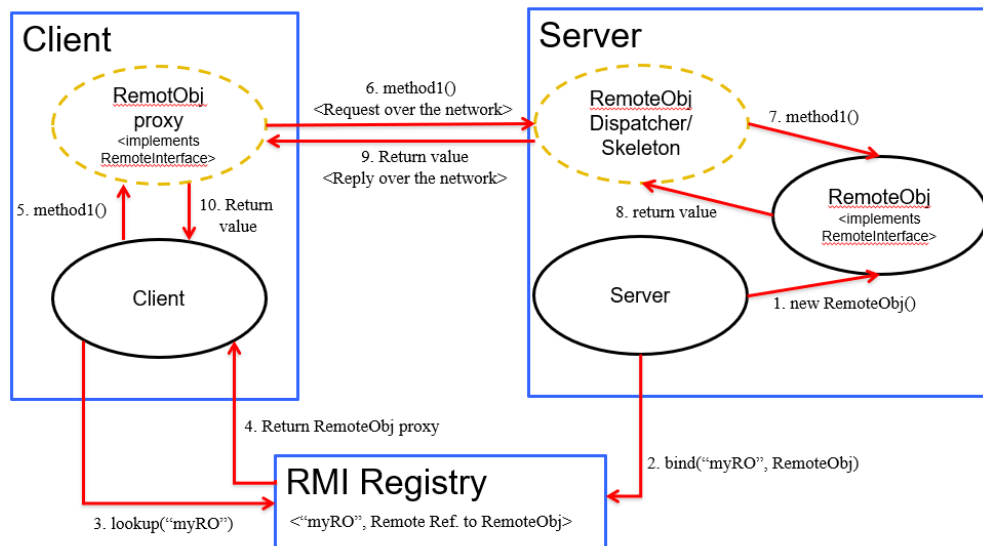 Client
Server
RemotObj
proxy
<implements
RemoteInterface>
6. method1()
<Request over the network>
RemoteObj
Dispatcher/
Skeleton
7. method1()
9. Return value
<Reply over the network>
5. method1()
10. Return
value
8. return value
RemoteObj
<implements
RemoteInterface>
Client
Server
1. new RemoteObj()
4. Return RemoteObj proxy
2. bind(“myRO”, RemoteObj)
RMI Registry
<“myRO”, Remote Ref. to RemoteObj>
3. lookup(“myRO”)